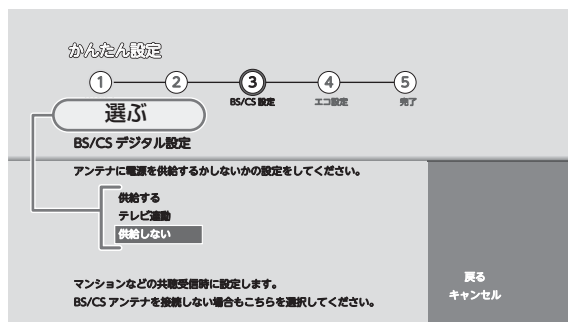 かんたん設定
1 2 3 4 5
BS/CS 設定 エコ設定 完了
選ぶ
BS/CS デジタル設定
アンテナに電源を供給するかしないかの設定をしてください。
供給する
テレビ連動
供給しない
マンションなどの共聴受信時に設定します。
BS/CS アンテナを接続しない場合もこちらを選択してください。
戻る
キャンセル